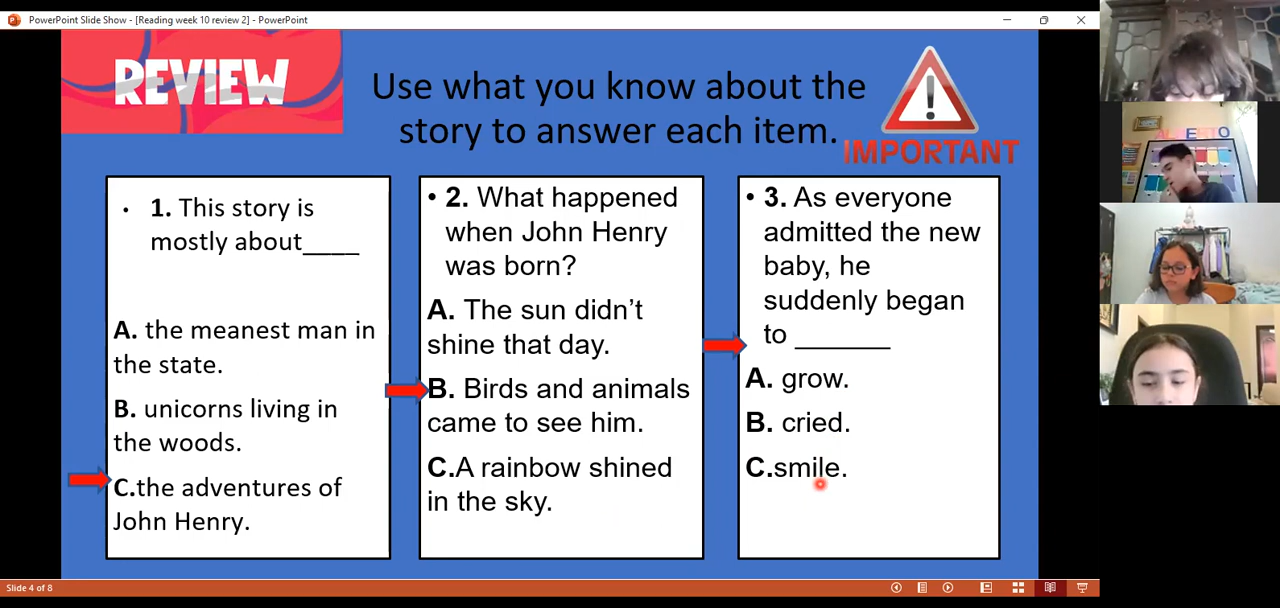 PowerPoint Slide Show - [Reading week 10 review 2] - PowerPoint
REVIEW
Use what you know about the
story to answer each item.
IMPORTANT
• 1. This story is
mostly about____
A. the meanest man in
the state.
B. unicorns living in
the woods.
C.the adventures of
John Henry.
• 2. What happened
when John Henry
was born?
A. The sun didn't
shine that day.
B. Birds and animals
came to see him.
C.A rainbow shined
in the sky.
• 3. As everyone
admitted the new
baby, he
suddenly began
to ______
A. grow.
B. cried.
C.smile.
Slide 4 of 8